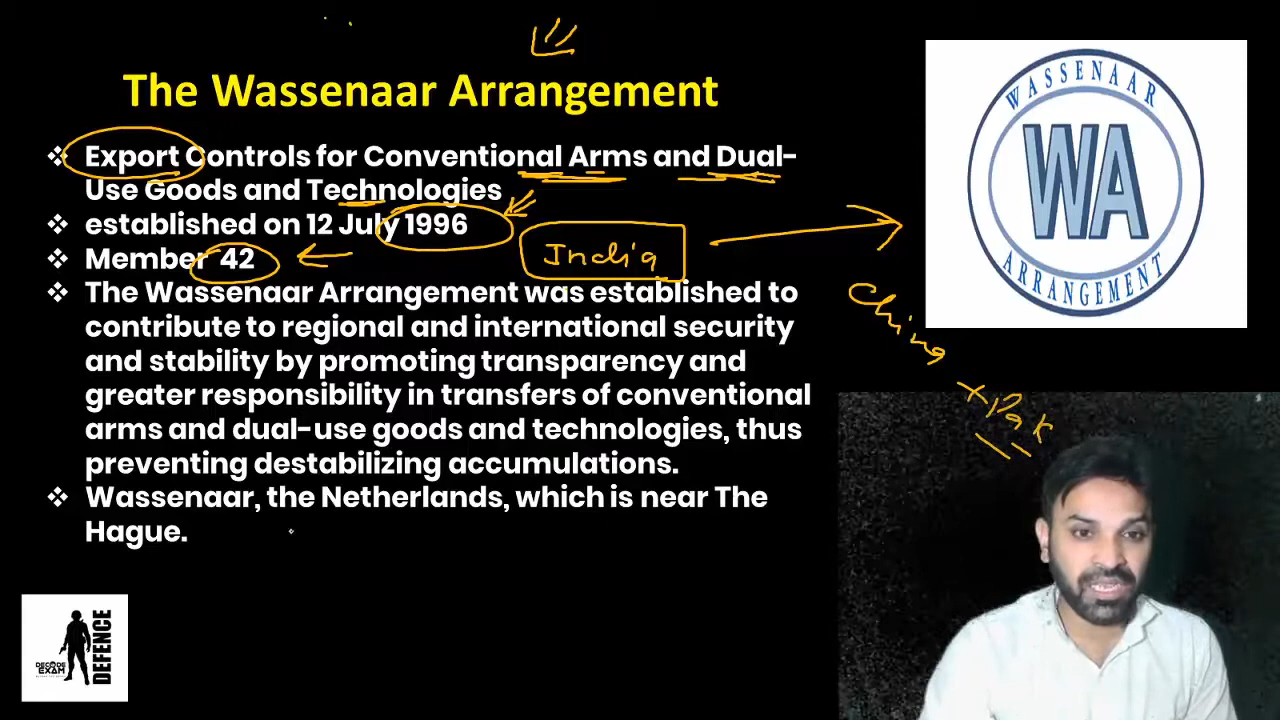 The Wassenaar Arrangement
❖ Export Controls for Conventional Arms and Dual-
Use Goods and Technologies
❖ established on 12 July 1996
❖ Member 42
India
❖ The Wassenaar Arrangement was established to
contribute to regional and international security
and stability by promoting transparency and
greater responsibility in transfers of conventional
arms and dual-use goods and technologies, thus
preventing destabilizing accumulations.
❖ Wassenaar, the Netherlands, which is near The
Hague.
WASSENAAR
WA
ARRANGEMENT
China
x Pak
DECODE
EXAM
DEFENCE